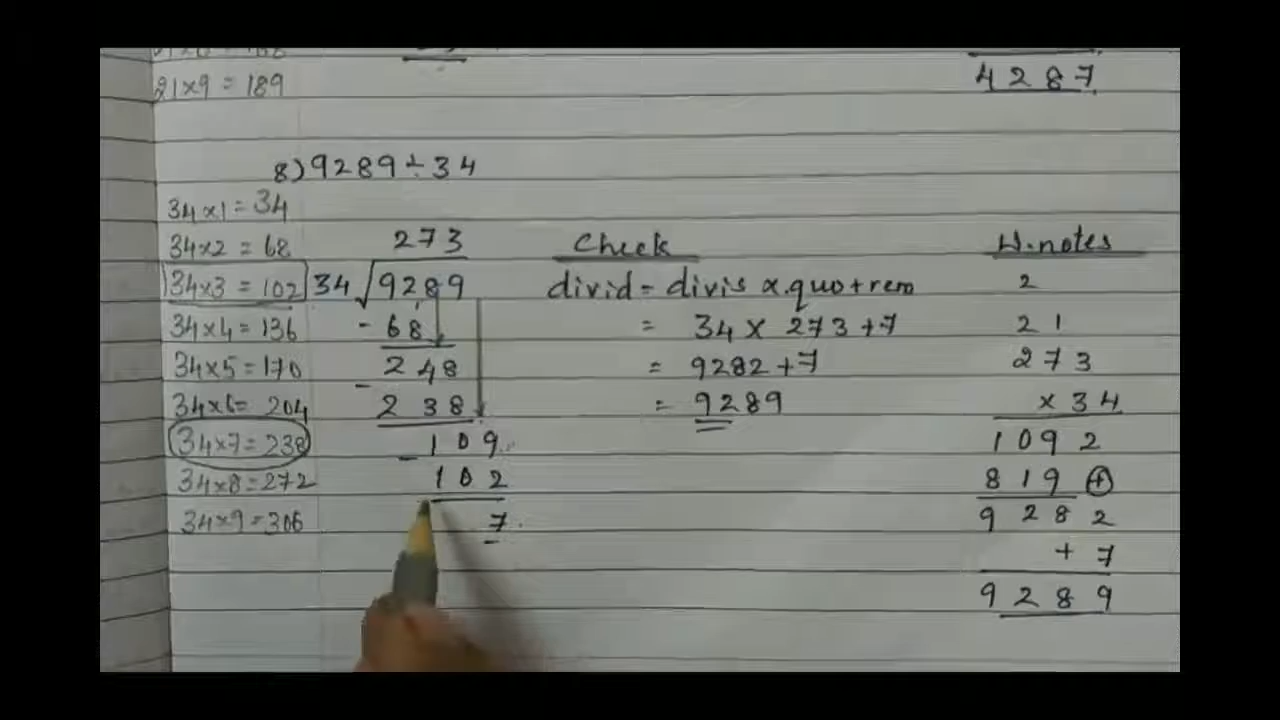 21×9 = 189
4287
8) 9289 ÷ 34
34×1 = 34
34×2 = 68
34×3 = 102
34×4 = 136
34×5 = 170
34×6 = 204
34×7 = 238
34×8 = 272
34×9 = 306
273
34 √9289
- 68
248
- 238
109
- 102
7
Check
divid = divis × quo + rem
= 34 × 273 + 7
= 9282 + 7
= 9289
W.notes
2
2 1
273
× 34
1092
819 +
9282
+ 7
9289